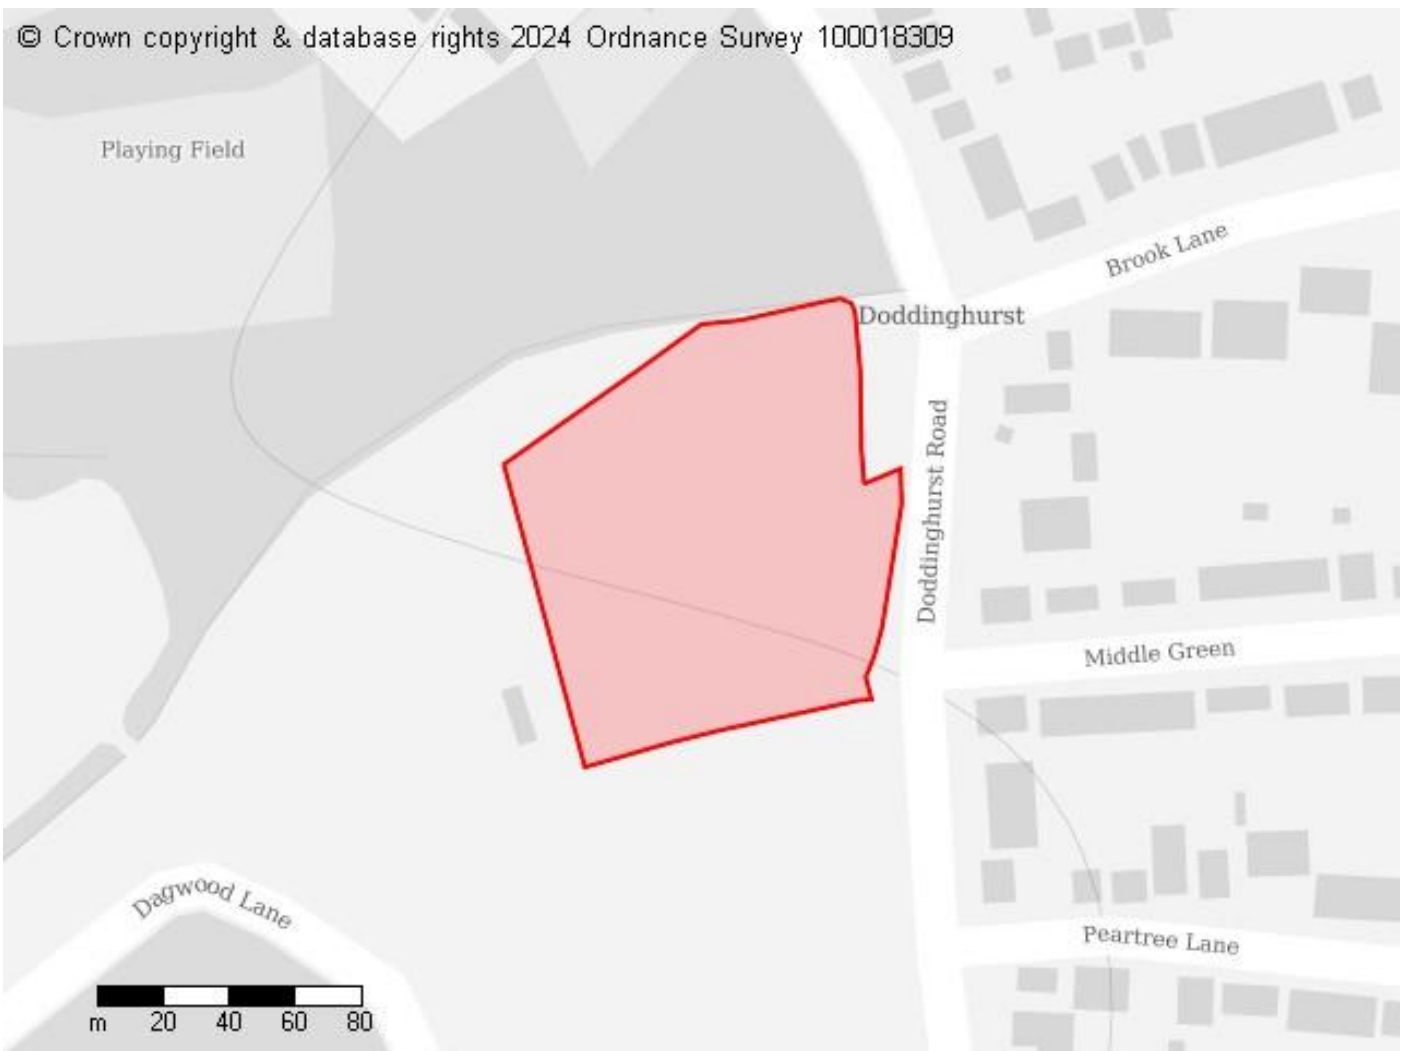 © Crown copyright & database rights 2024 Ordnance Survey 100018309
Playing Field
Brook Lane
Doddinghurst
Doddinghurst Road
Middle Green
Dagwood Lane
Peartree Lane
m 20 40 60 80